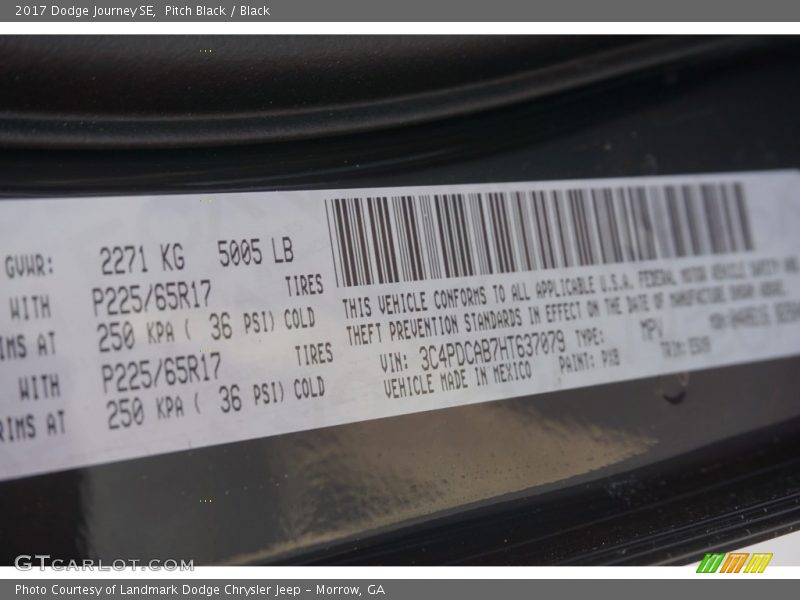 2017 Dodge Journey SE, Pitch Black / Black
GVWR: 2271 KG 5005 LB
WITH P225/65R17 TIRES
RIMS AT 250 KPA ( 36 PSI) COLD
WITH P225/65R17 TIRES
RIMS AT 250 KPA ( 36 PSI) COLD
THIS VEHICLE CONFORMS TO ALL APPLICABLE U.S.A. FEDERAL MOTOR VEHICLE SAFETY AND
THEFT PREVENTION STANDARDS IN EFFECT ON THE DATE OF MANUFACTURE SHOWN ABOVE.
VIN: 3C4PDCAB7HT637079 TYPE: MPV
VEHICLE MADE IN MEXICO PAINT: PXB TRIM:
GTCARLOT.COM
Photo Courtesy of Landmark Dodge Chrysler Jeep – Morrow, GA